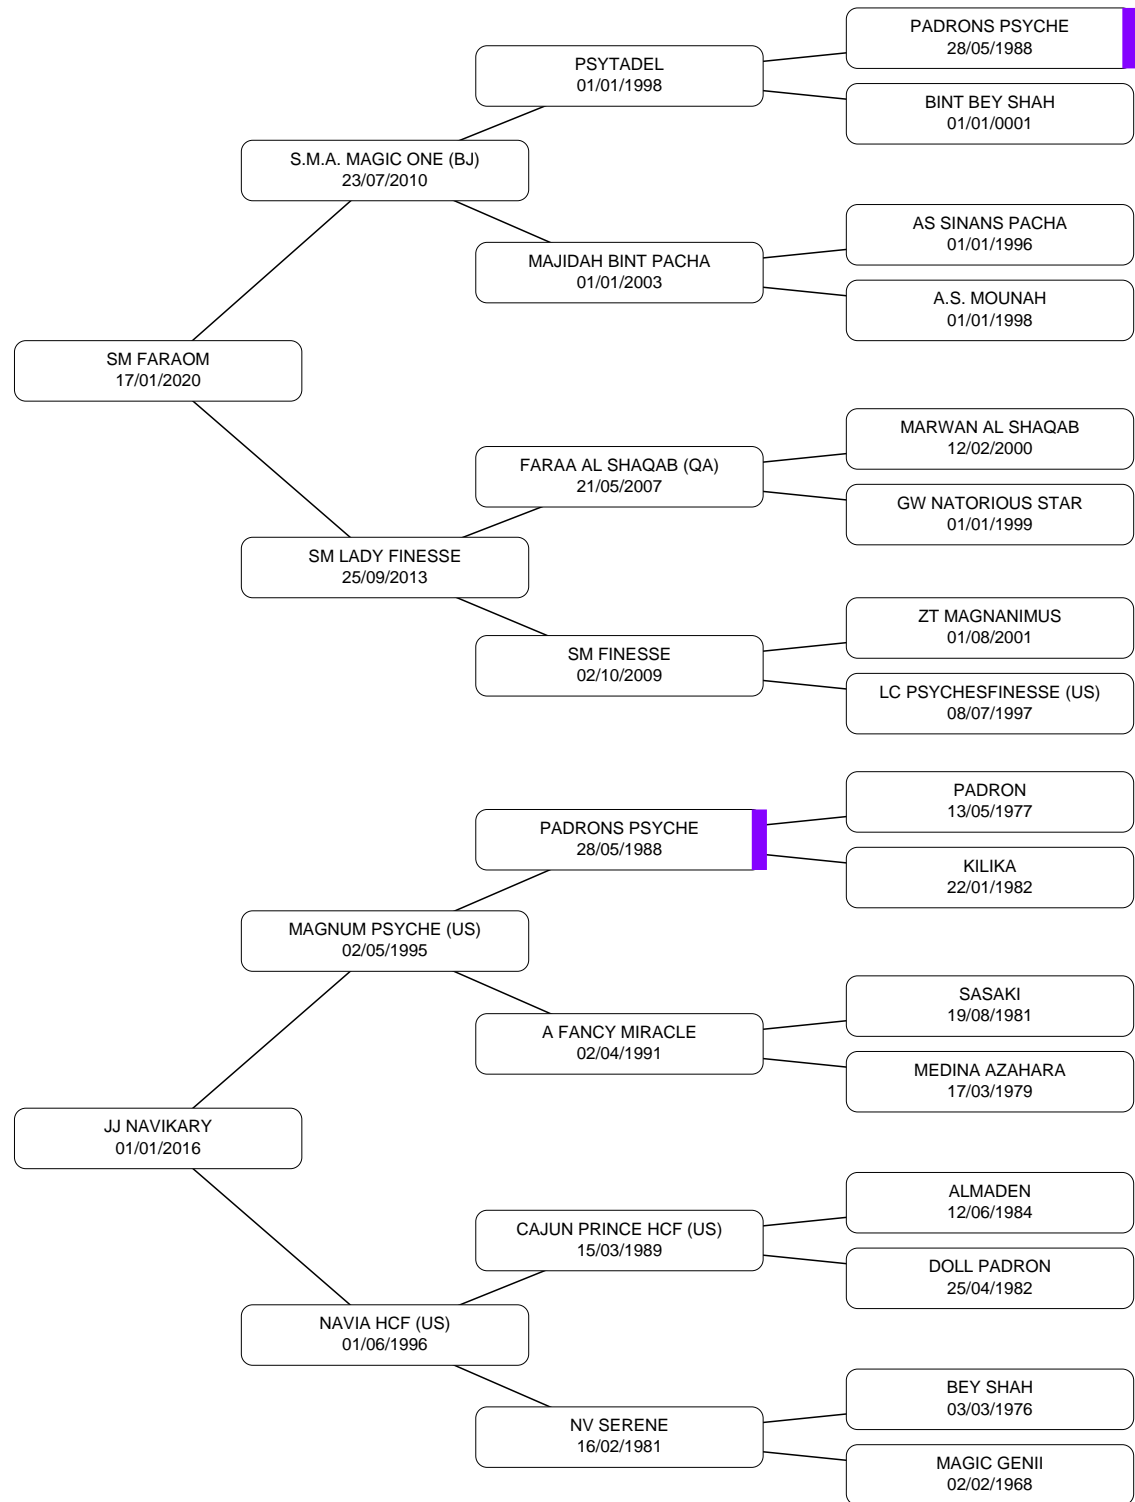 PADRONS PSYCHE
28/05/1988
PSYTADEL
01/01/1998
BINT BEY SHAH
01/01/0001
S.M.A. MAGIC ONE (BJ)
23/07/2010
AS SINANS PACHA
01/01/1996
MAJIDAH BINT PACHA
01/01/2003
A.S. MOUNAH
01/01/1998
SM FARAOM
17/01/2020
MARWAN AL SHAQAB
12/02/2000
FARAA AL SHAQAB (QA)
21/05/2007
GW NATORIOUS STAR
01/01/1999
SM LADY FINESSE
25/09/2013
ZT MAGNANIMUS
01/08/2001
SM FINESSE
02/10/2009
LC PSYCHESFINESSE (US)
08/07/1997
PADRON
13/05/1977
PADRONS PSYCHE
28/05/1988
KILIKA
22/01/1982
MAGNUM PSYCHE (US)
02/05/1995
SASAKI
19/08/1981
A FANCY MIRACLE
02/04/1991
MEDINA AZAHARA
17/03/1979
JJ NAVIKARY
01/01/2016
ALMADEN
12/06/1984
CAJUN PRINCE HCF (US)
15/03/1989
DOLL PADRON
25/04/1982
NAVIA HCF (US)
01/06/1996
BEY SHAH
03/03/1976
NV SERENE
16/02/1981
MAGIC GENII
02/02/1968